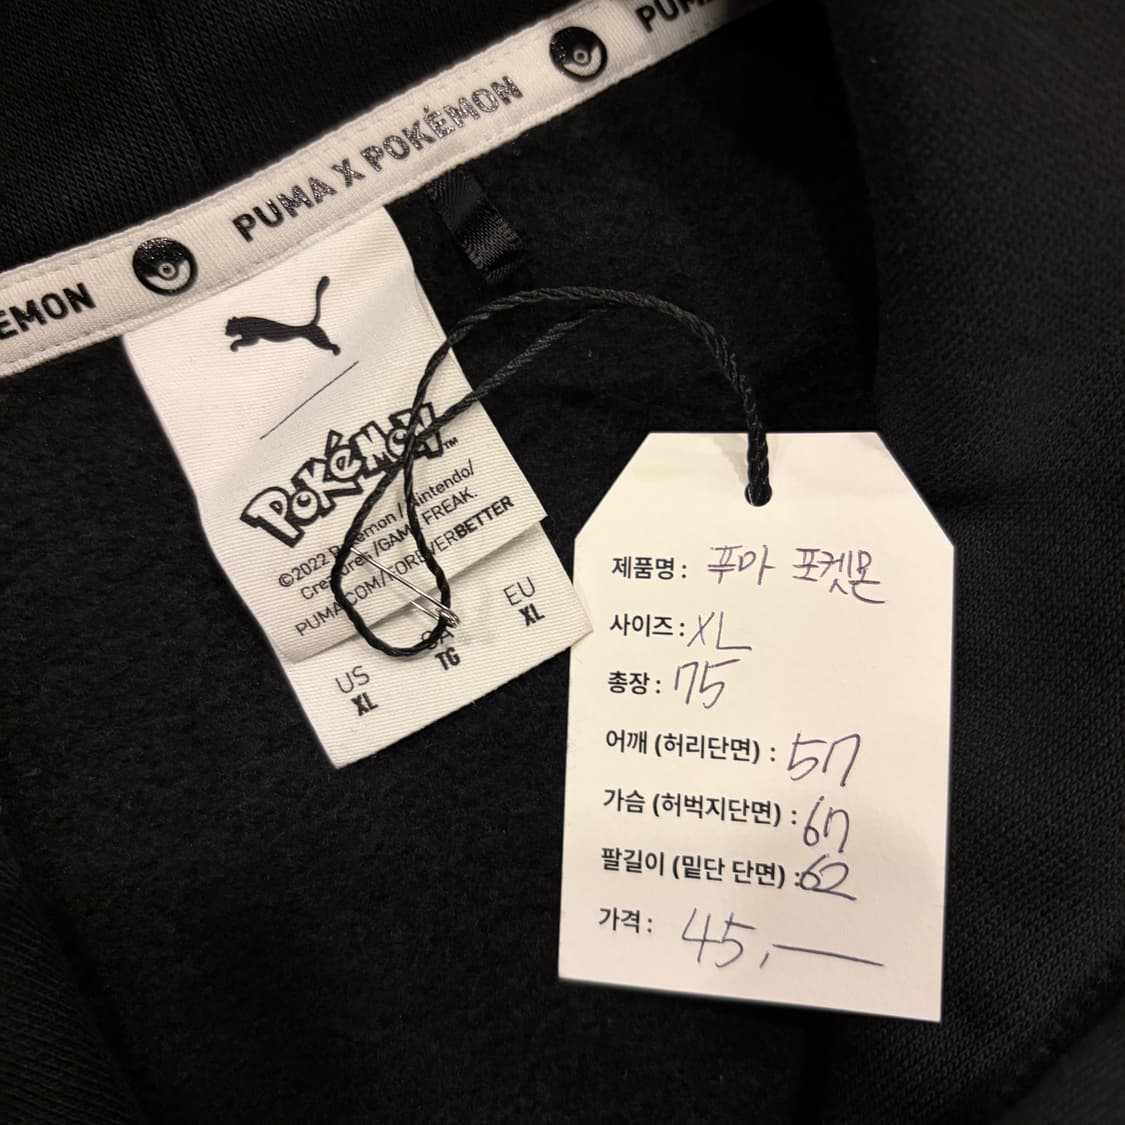 PUMA
PUMA X POKÉMON
EMON
POKéMON™
©2022 Pokémon / Nintendo/
Creatures /GAME FREAK.
PUMA.COM/FOREVERBETTER
US
XL
CA
TG
EU
XL
제품명 : 푸마 포켓몬
사이즈 : XL
총장 : 75
어깨 (허리단면) : 57
가슴 (허벅지단면) : 67
팔길이 (밑단 단면) : 62
가격 : 45,—